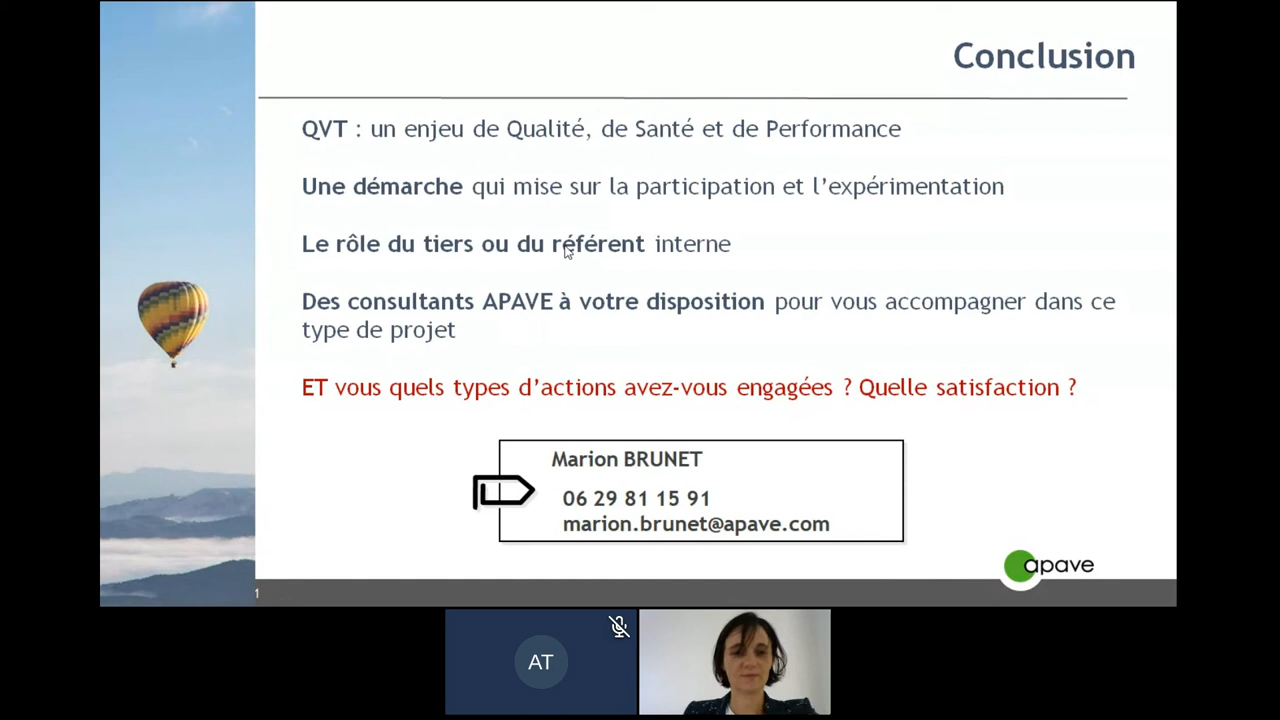 Conclusion
QVT : un enjeu de Qualité, de Santé et de Performance
Une démarche qui mise sur la participation et l’expérimentation
Le rôle du tiers ou du référent interne
Des consultants APAVE à votre disposition pour vous accompagner dans ce
type de projet
ET vous quels types d’actions avez-vous engagées ? Quelle satisfaction ?
Marion BRUNET
06 29 81 15 91
marion.brunet@apave.com
apave
1
AT